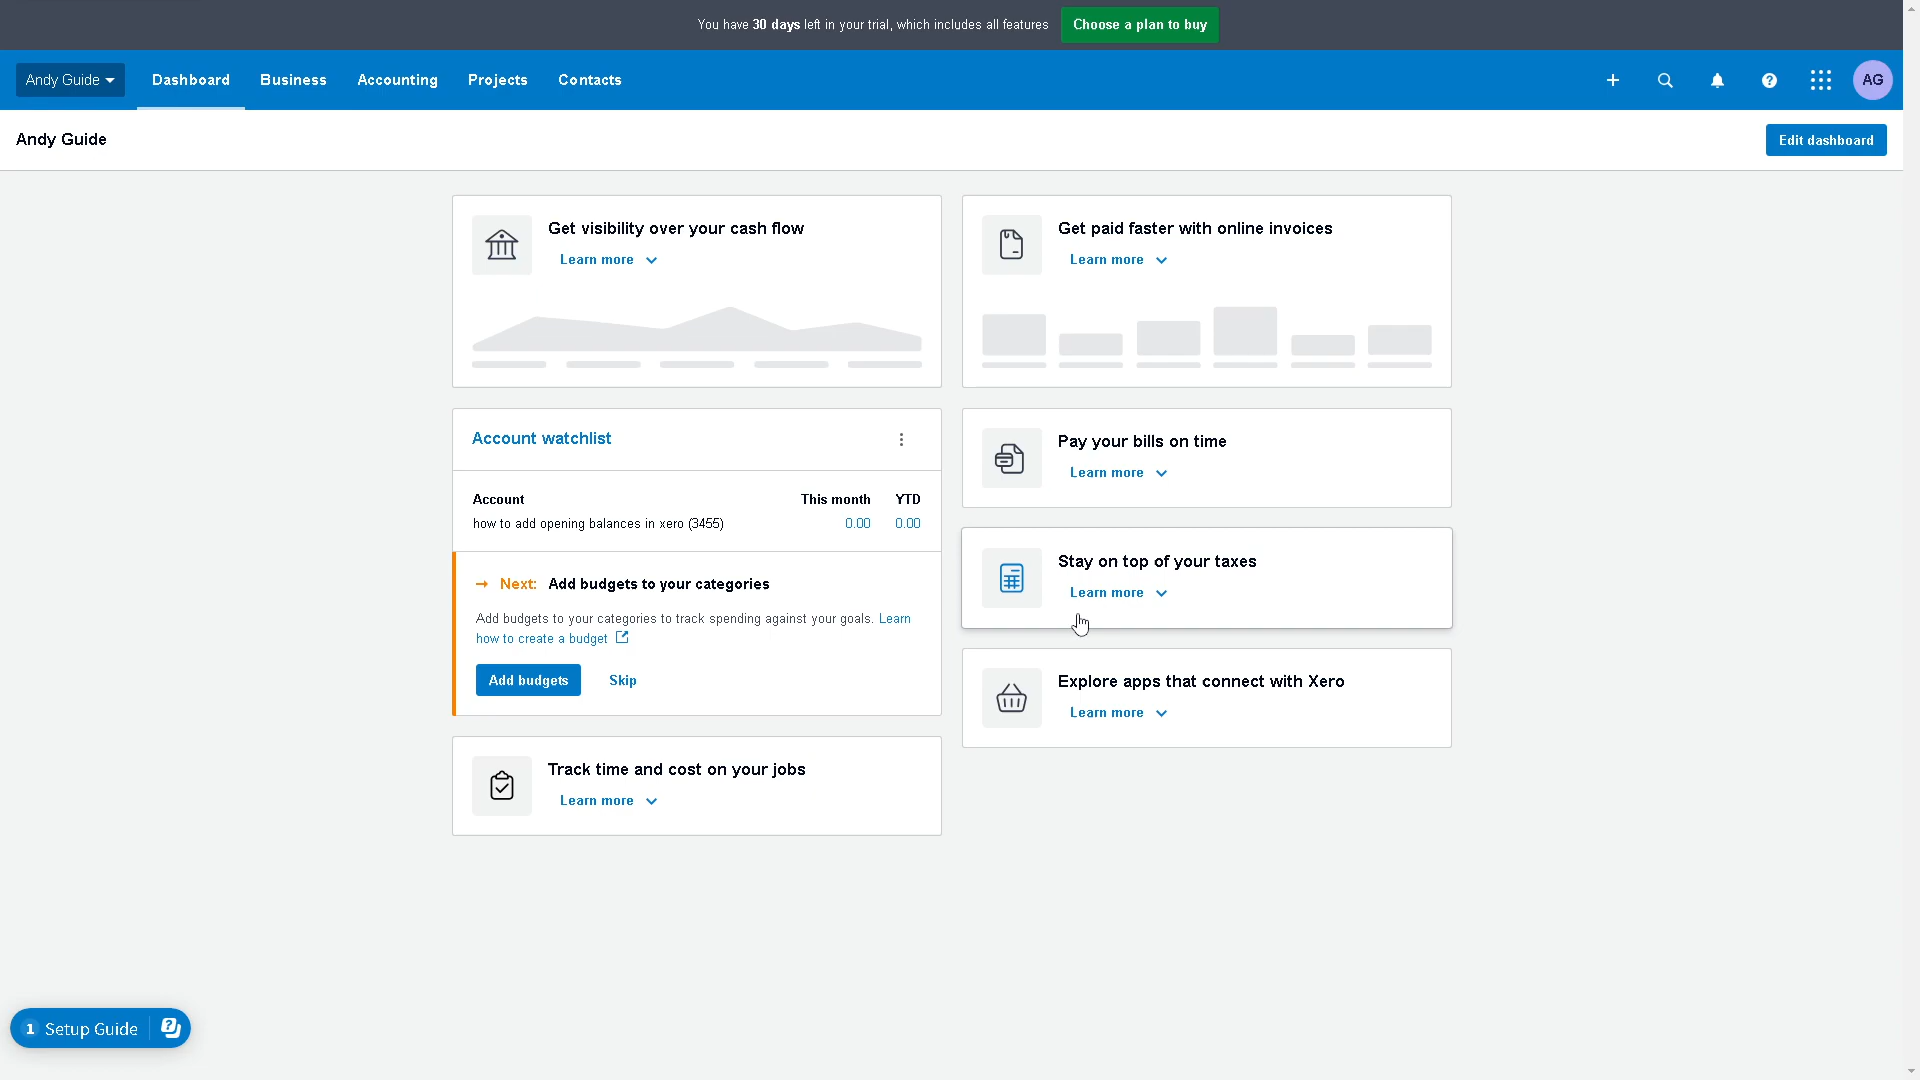 You have 30 days left in your trial, which includes all features Choose a plan to buy
Andy Guide Dashboard Business Accounting Projects Contacts AG
Andy Guide Edit dashboard
Get visibility over your cash flow
Learn more
Get paid faster with online invoices
Learn more
Account watchlist
Account This month YTD
how to add opening balances in xero (3455) 0.00 0.00
Next: Add budgets to your categories
Add budgets to your categories to track spending against your goals. Learn
how to create a budget
Add budgets Skip
Track time and cost on your jobs
Learn more
Pay your bills on time
Learn more
Stay on top of your taxes
Learn more
Explore apps that connect with Xero
Learn more
1 Setup Guide